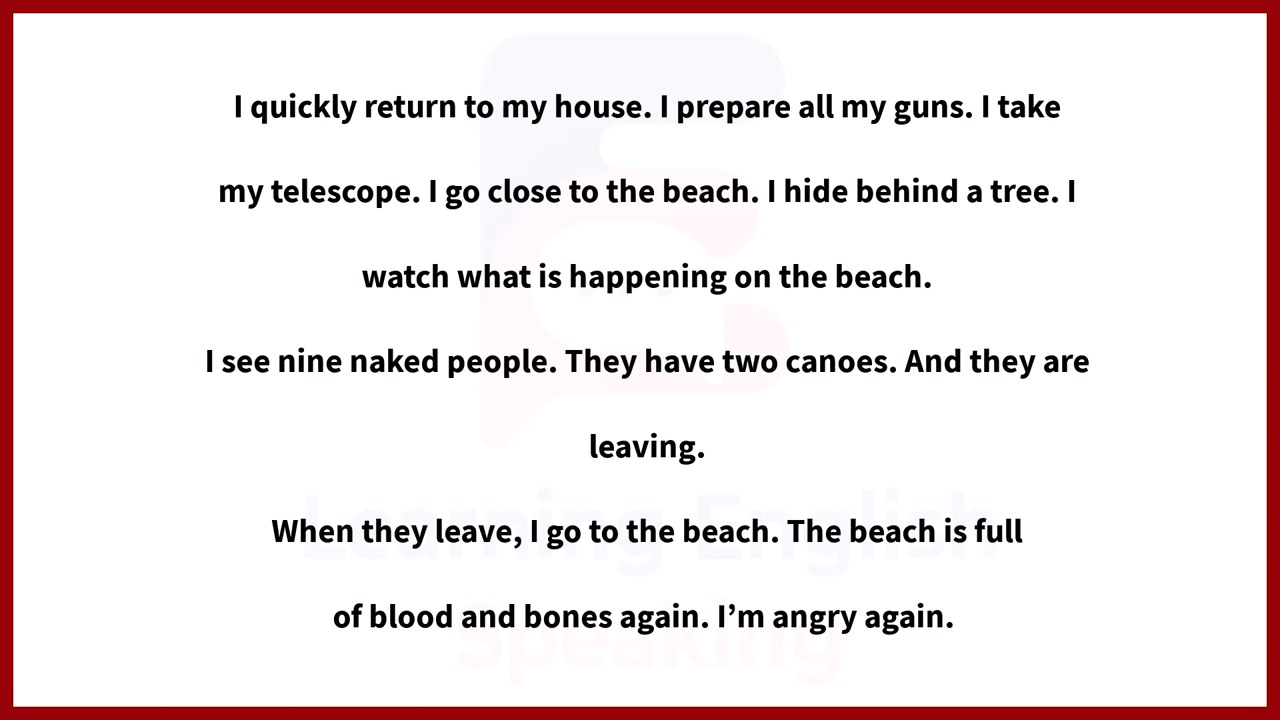 I quickly return to my house. I prepare all my guns. I take
my telescope. I go close to the beach. I hide behind a tree. I
watch what is happening on the beach.
I see nine naked people. They have two canoes. And they are
leaving.
Learning English
When they leave, I go to the beach. The beach is full
of blood and bones again. I’m angry again.
Speaking